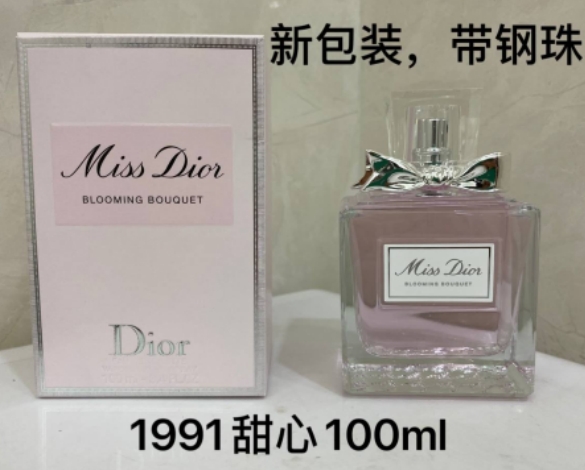 新包装，带钢珠
Miss Dior
BLOOMING BOUQUET
Dior
Miss Dior
BLOOMING BOUQUET
1991甜心100ml